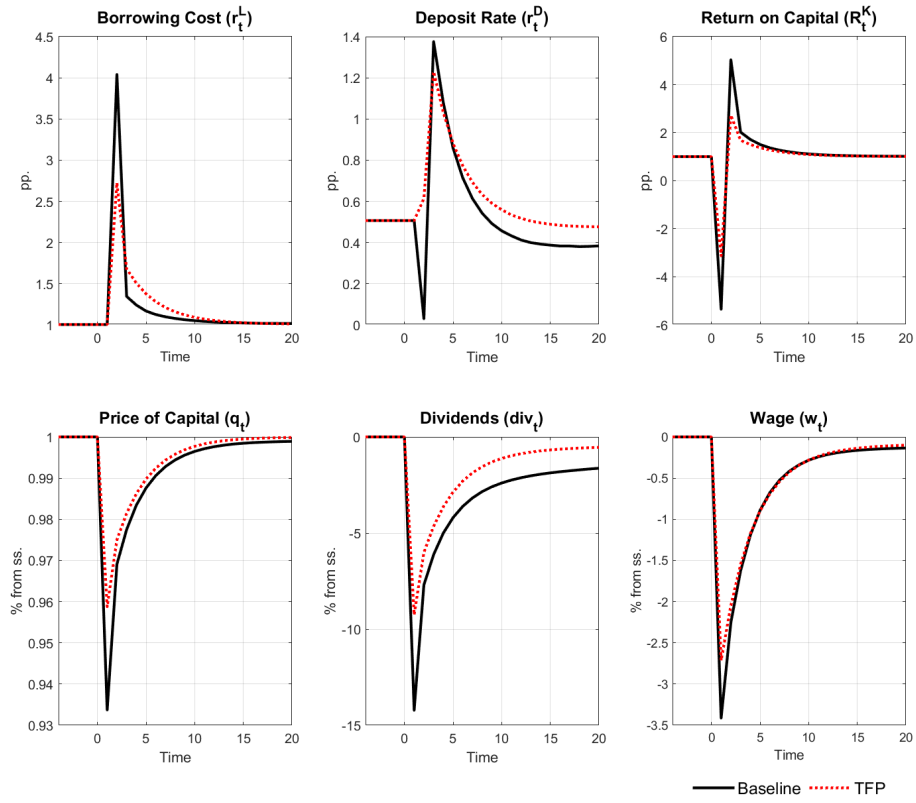 Borrowing Cost (r_t^L)
4.5
4
3.5
3
2.5
2
1.5
1
pp.
0 5 10 15 20
Time
Deposit Rate (r_t^D)
1.4
1.2
1
0.8
0.6
0.4
0.2
0
pp.
0 5 10 15 20
Time
Return on Capital (R_t^K)
6
4
2
0
-2
-4
-6
pp.
0 5 10 15 20
Time
Price of Capital (q_t)
1
0.99
0.98
0.97
0.96
0.95
0.94
0.93
% from ss.
0 5 10 15 20
Time
Dividends (div_t)
0
-5
-10
-15
% from ss.
0 5 10 15 20
Time
Wage (w_t)
0
-0.5
-1
-1.5
-2
-2.5
-3
-3.5
% from ss.
0 5 10 15 20
Time
Baseline TFP